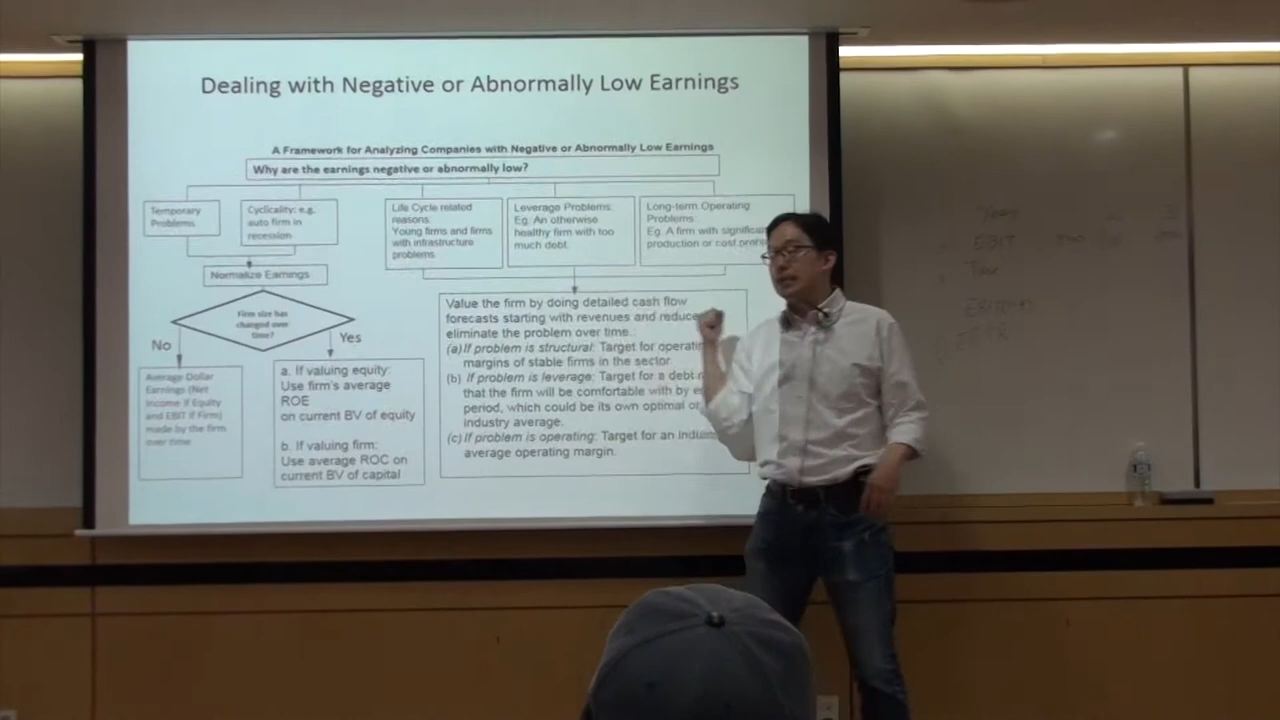 Dealing with Negative or Abnormally Low Earnings
A Framework for Analyzing Companies with Negative or Abnormally Low Earnings
Why are the earnings negative or abnormally low?
Temporary
Problems
Cyclicality: e.g.
auto firm in
recession
Life Cycle related
reasons
Young firms and firms
with infrastructure
problems
Leverage Problems:
Eg. An otherwise
healthy firm with too
much debt.
Long-term Operating
Problems:
Eg. A firm with significant
production or cost
Normalize Earnings
Firm size has
changed over
time?
No
Yes
Average Dollar
Earnings (Net
Income if Equity
and EBIT if Firm)
made by the firm
over time
a. If valuing equity:
Use firm's average
ROE
on current BV of equity
b. If valuing firm:
Use average ROC on
current BV of capital
Value the firm by doing detailed cash flow
forecasts starting with revenues and reduce
eliminate the problem over time.:
(a) If problem is structural: Target for
margins of stable firms in the sector.
(b) If problem is leverage: Target for a debt
that the firm will be comfortable with by
period, which could be its own optimal or
industry average.
(c) If problem is operating: Target for an
average operating margin.
EBIT
Tax